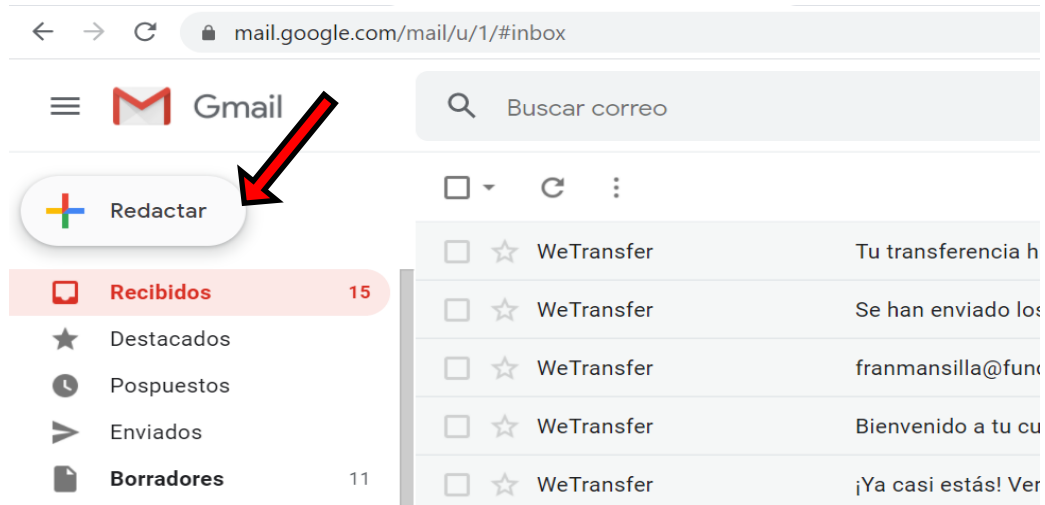 mail.google.com/mail/u/1/#inbox
Gmail
Buscar correo
Redactar
Recibidos 15
Destacados
Pospuestos
Enviados
Borradores 11
WeTransfer Tu transferencia h
WeTransfer Se han enviado los
WeTransfer franmansilla@fund
WeTransfer Bienvenido a tu cu
WeTransfer ¡Ya casi estás! Ver